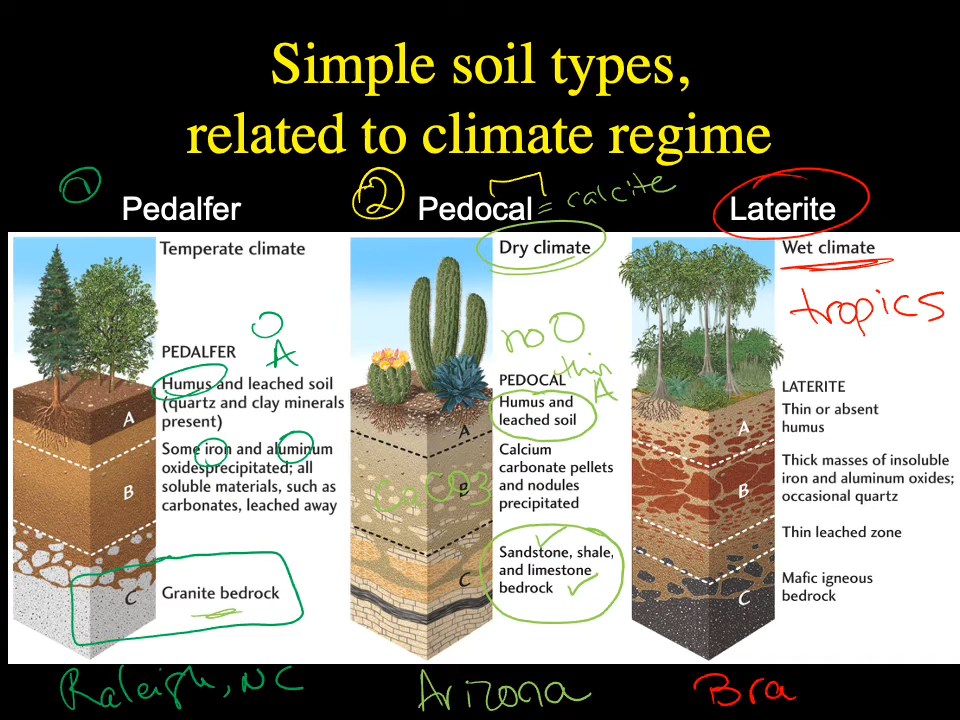 Simple soil types,
related to climate regime
① Pedalfer
② Pedocal = calcite
Laterite
Temperate climate
O
A
PEDALFER
Humus and leached soil
(quartz and clay minerals
present)
Some iron and aluminum
oxidesprecipitated; all
soluble materials, such as
carbonates, leached away
Granite bedrock
A
B
C
Raleigh, NC
Dry climate
no O
thin
A
PEDOCAL
Humus and
leached soil
Calcium
carbonate pellets
and nodules
precipitated
Sandstone, shale,
and limestone
bedrock
A
CaCO3
B
C
Arizona
Wet climate
tropics
LATERITE
Thin or absent
humus
Thick masses of insoluble
iron and aluminum oxides;
occasional quartz
Thin leached zone
Mafic igneous
bedrock
A
B
C
Bra